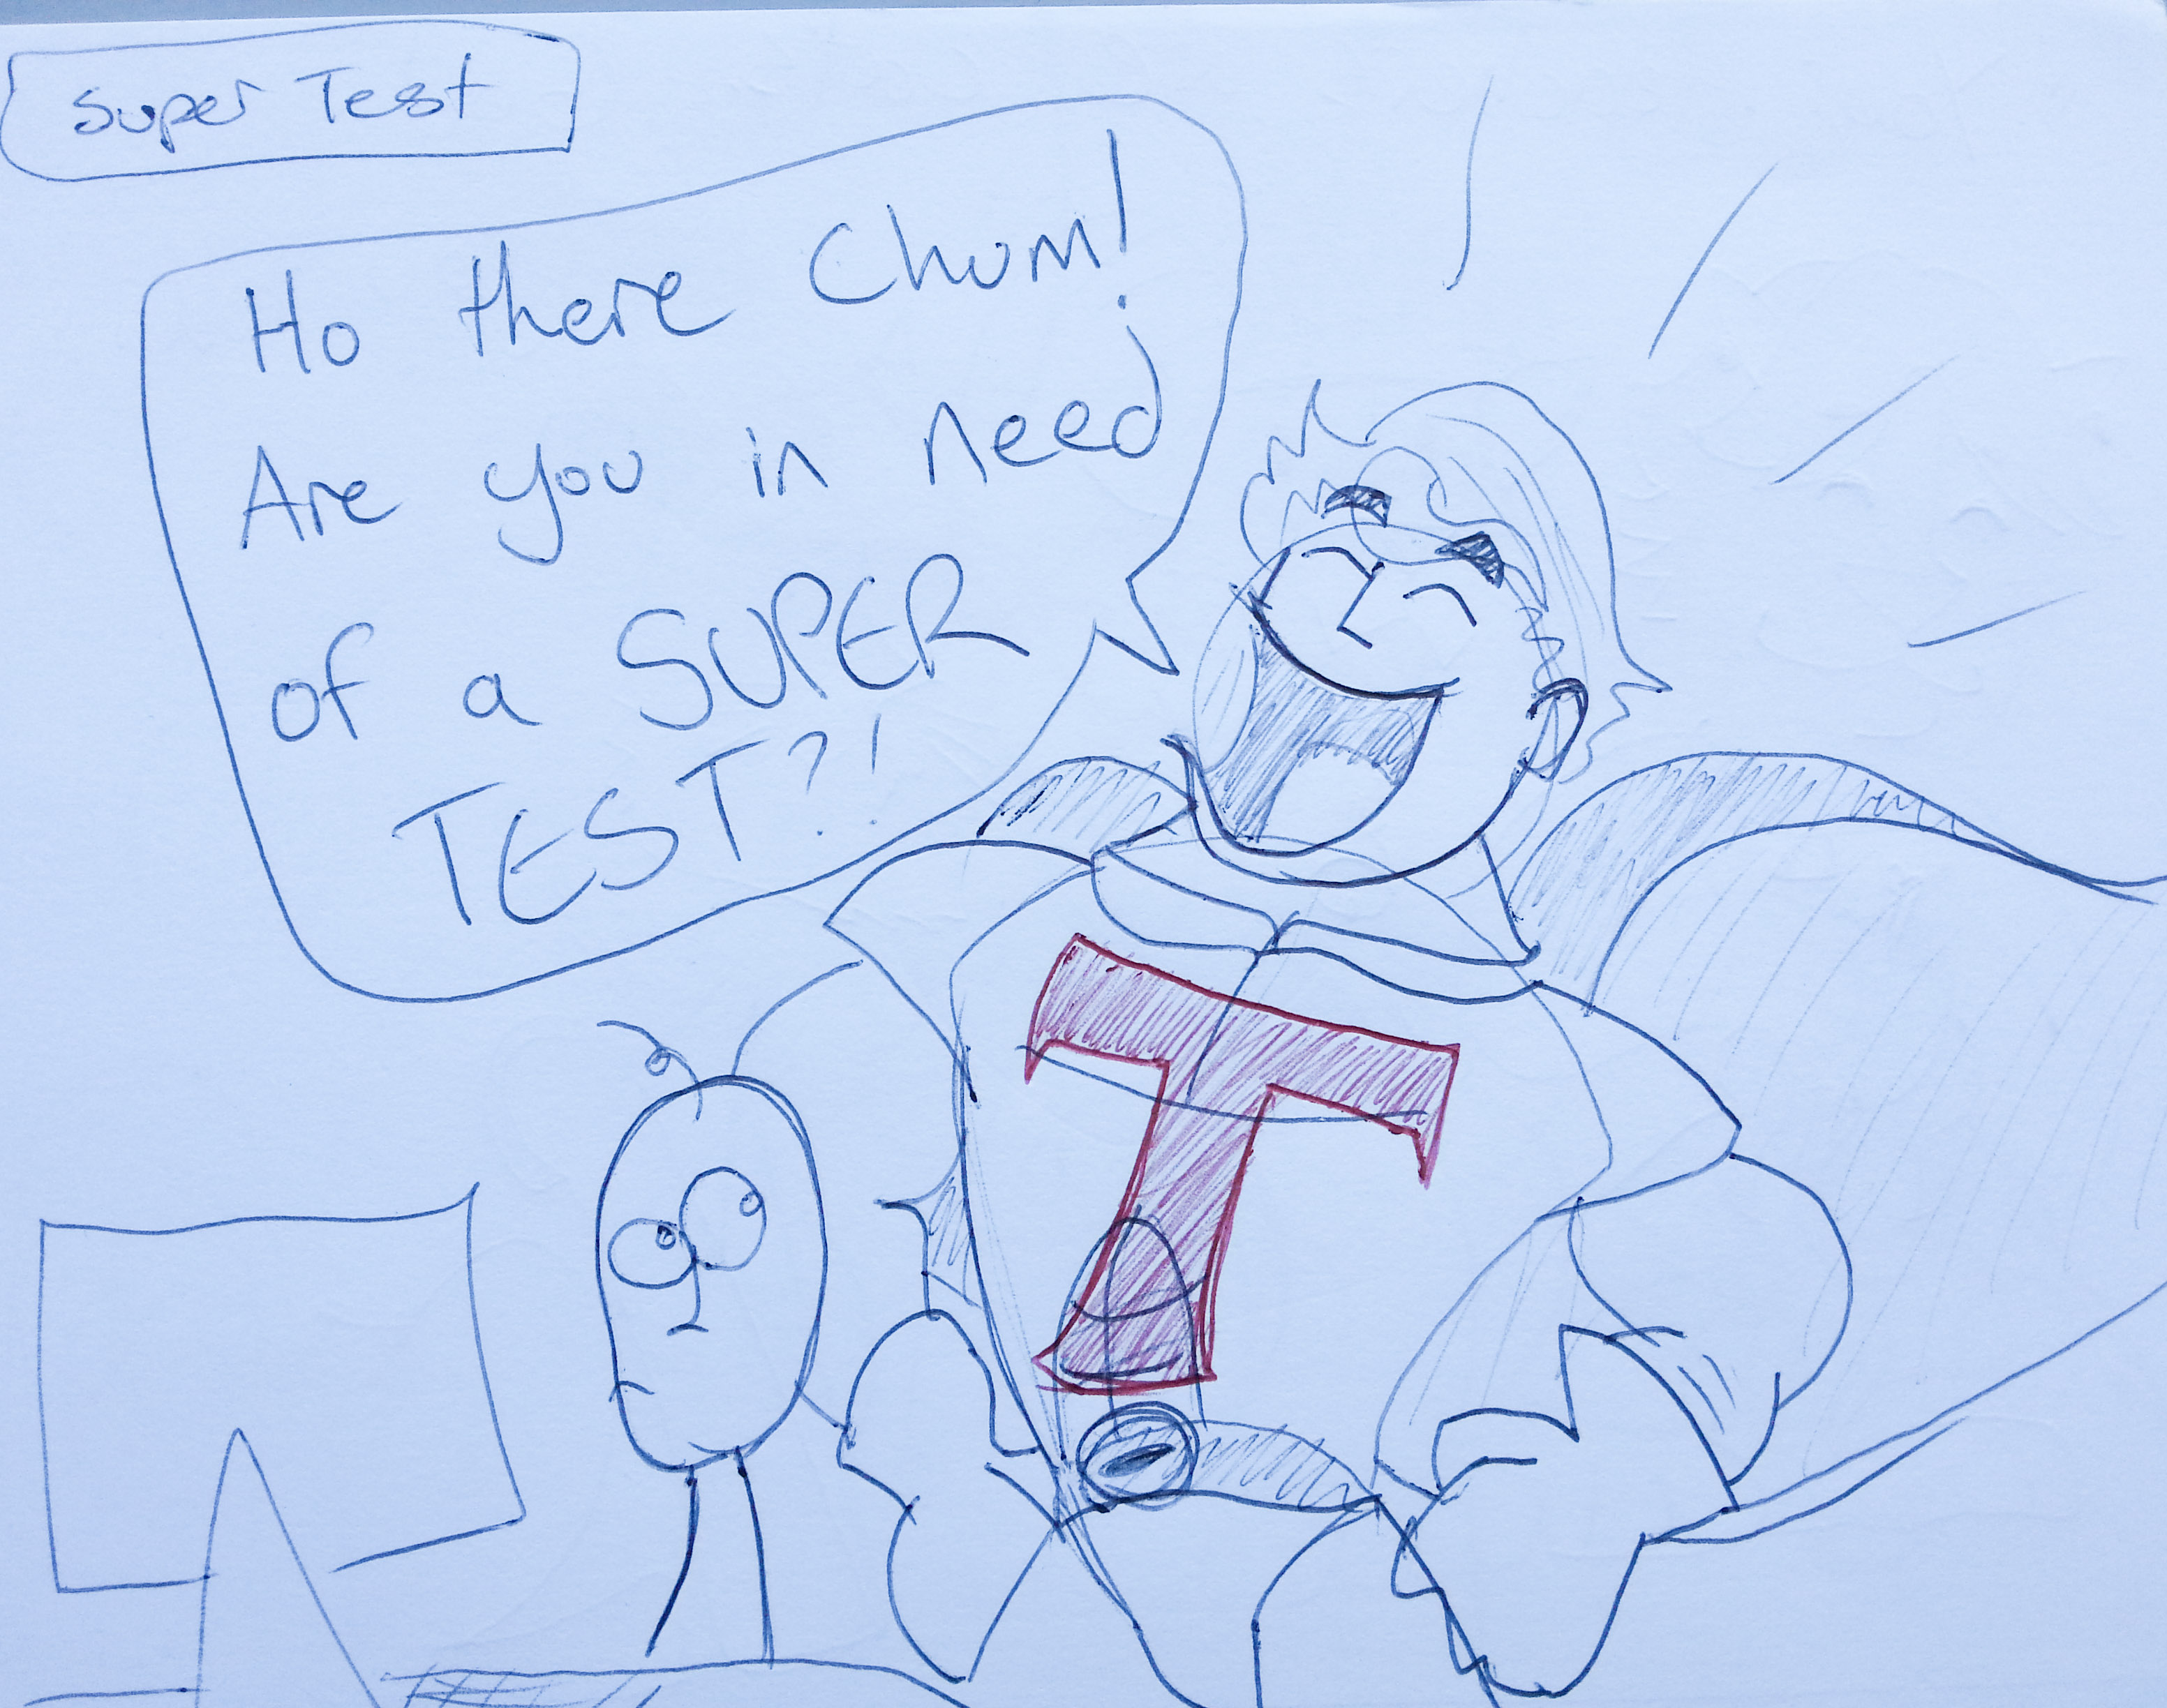 Super Test
Ho there Chum!
Are you in need
of a SUPER
TEST?!
T